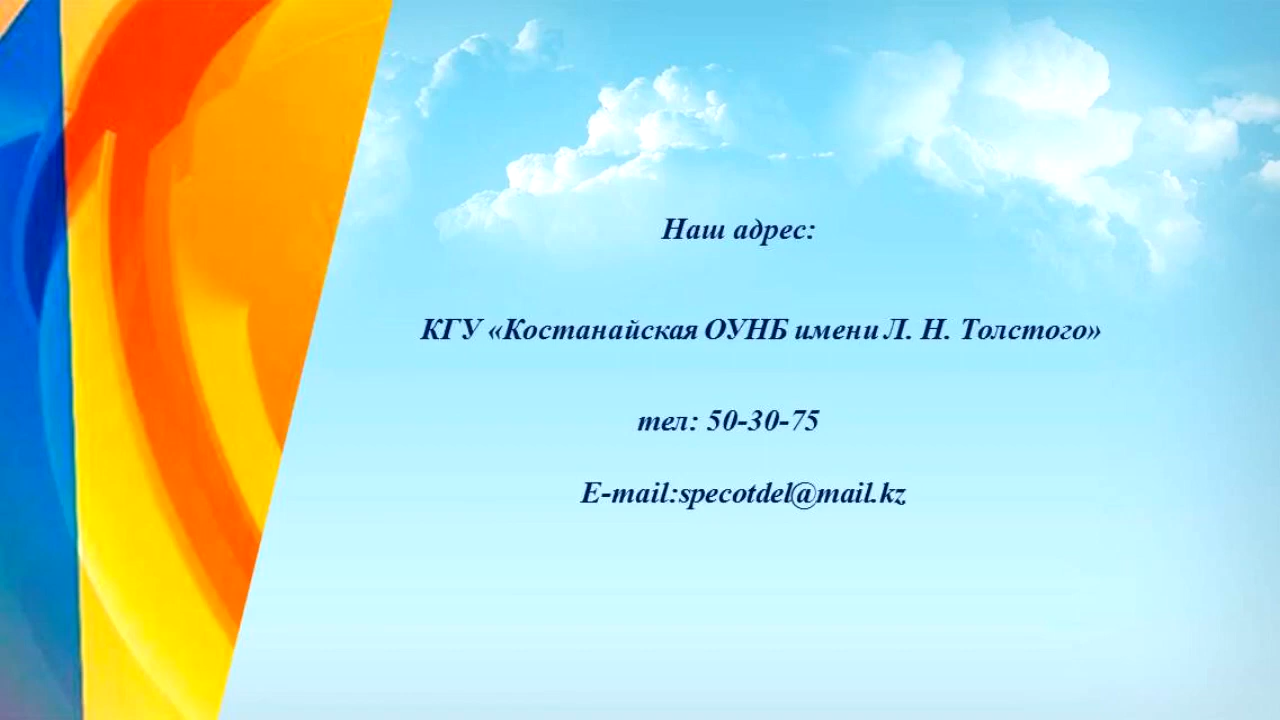 Наш адрес:
КГУ «Костанайская ОУНБ имени Л. Н. Толстого»
тел: 50-30-75
E-mail:specotdel@mail.kz